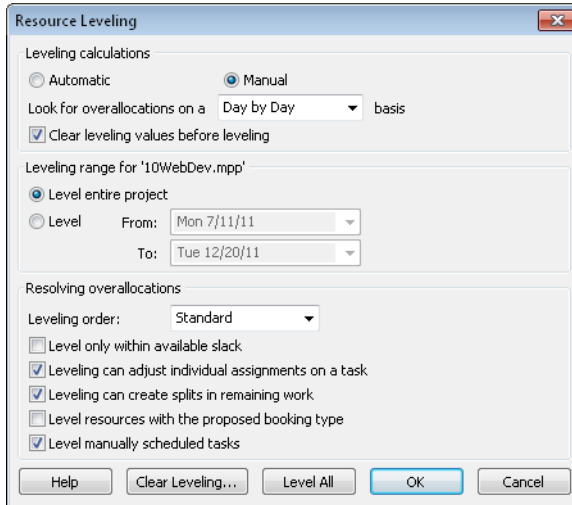 Resource Leveling
Leveling calculations
Automatic Manual
Look for overallocations on a Day by Day basis
Clear leveling values before leveling
Leveling range for '10WebDev.mpp'
Level entire project
Level From: Mon 7/11/11
To: Tue 12/20/11
Resolving overallocations
Leveling order: Standard
Level only within available slack
Leveling can adjust individual assignments on a task
Leveling can create splits in remaining work
Level resources with the proposed booking type
Level manually scheduled tasks
Help Clear Leveling... Level All OK Cancel